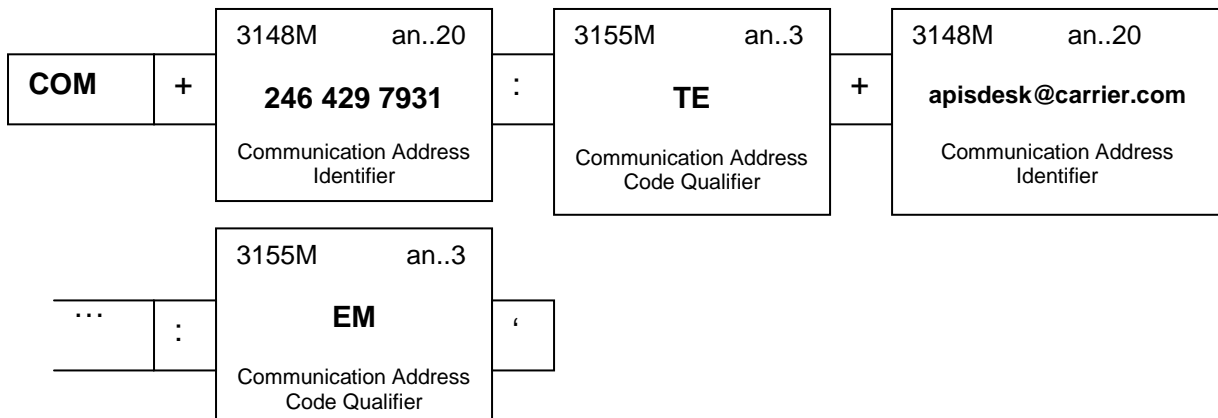 3148M an..20 3155M an..3 3148M an..20
COM + 246 429 7931 : TE + apisdesk@carrier.com
Communication Address Communication Address Communication Address
Identifier Code Qualifier Identifier
3155M an..3
... : EM ‘
Communication Address
Code Qualifier